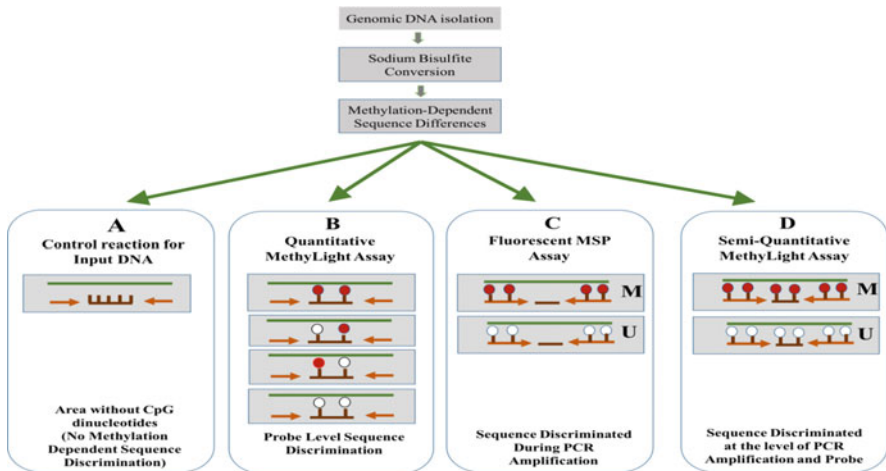 Genomic DNA isolation
Sodium Bisulfite
Conversion
Methylation-Dependent
Sequence Differences
A
Control reaction for
Input DNA
Area without CpG
dinucleotides
(No Methylation
Dependent Sequence
Discrimination)
B
Quantitative
MethyLight Assay
Probe Level Sequence
Discrimination
C
Fluorescent MSP
Assay
M
U
Sequence Discriminated
During PCR
Amplification
D
Semi-Quantitative
MethyLight Assay
M
U
Sequence Discriminated
at the level of PCR
Amplification and Probe